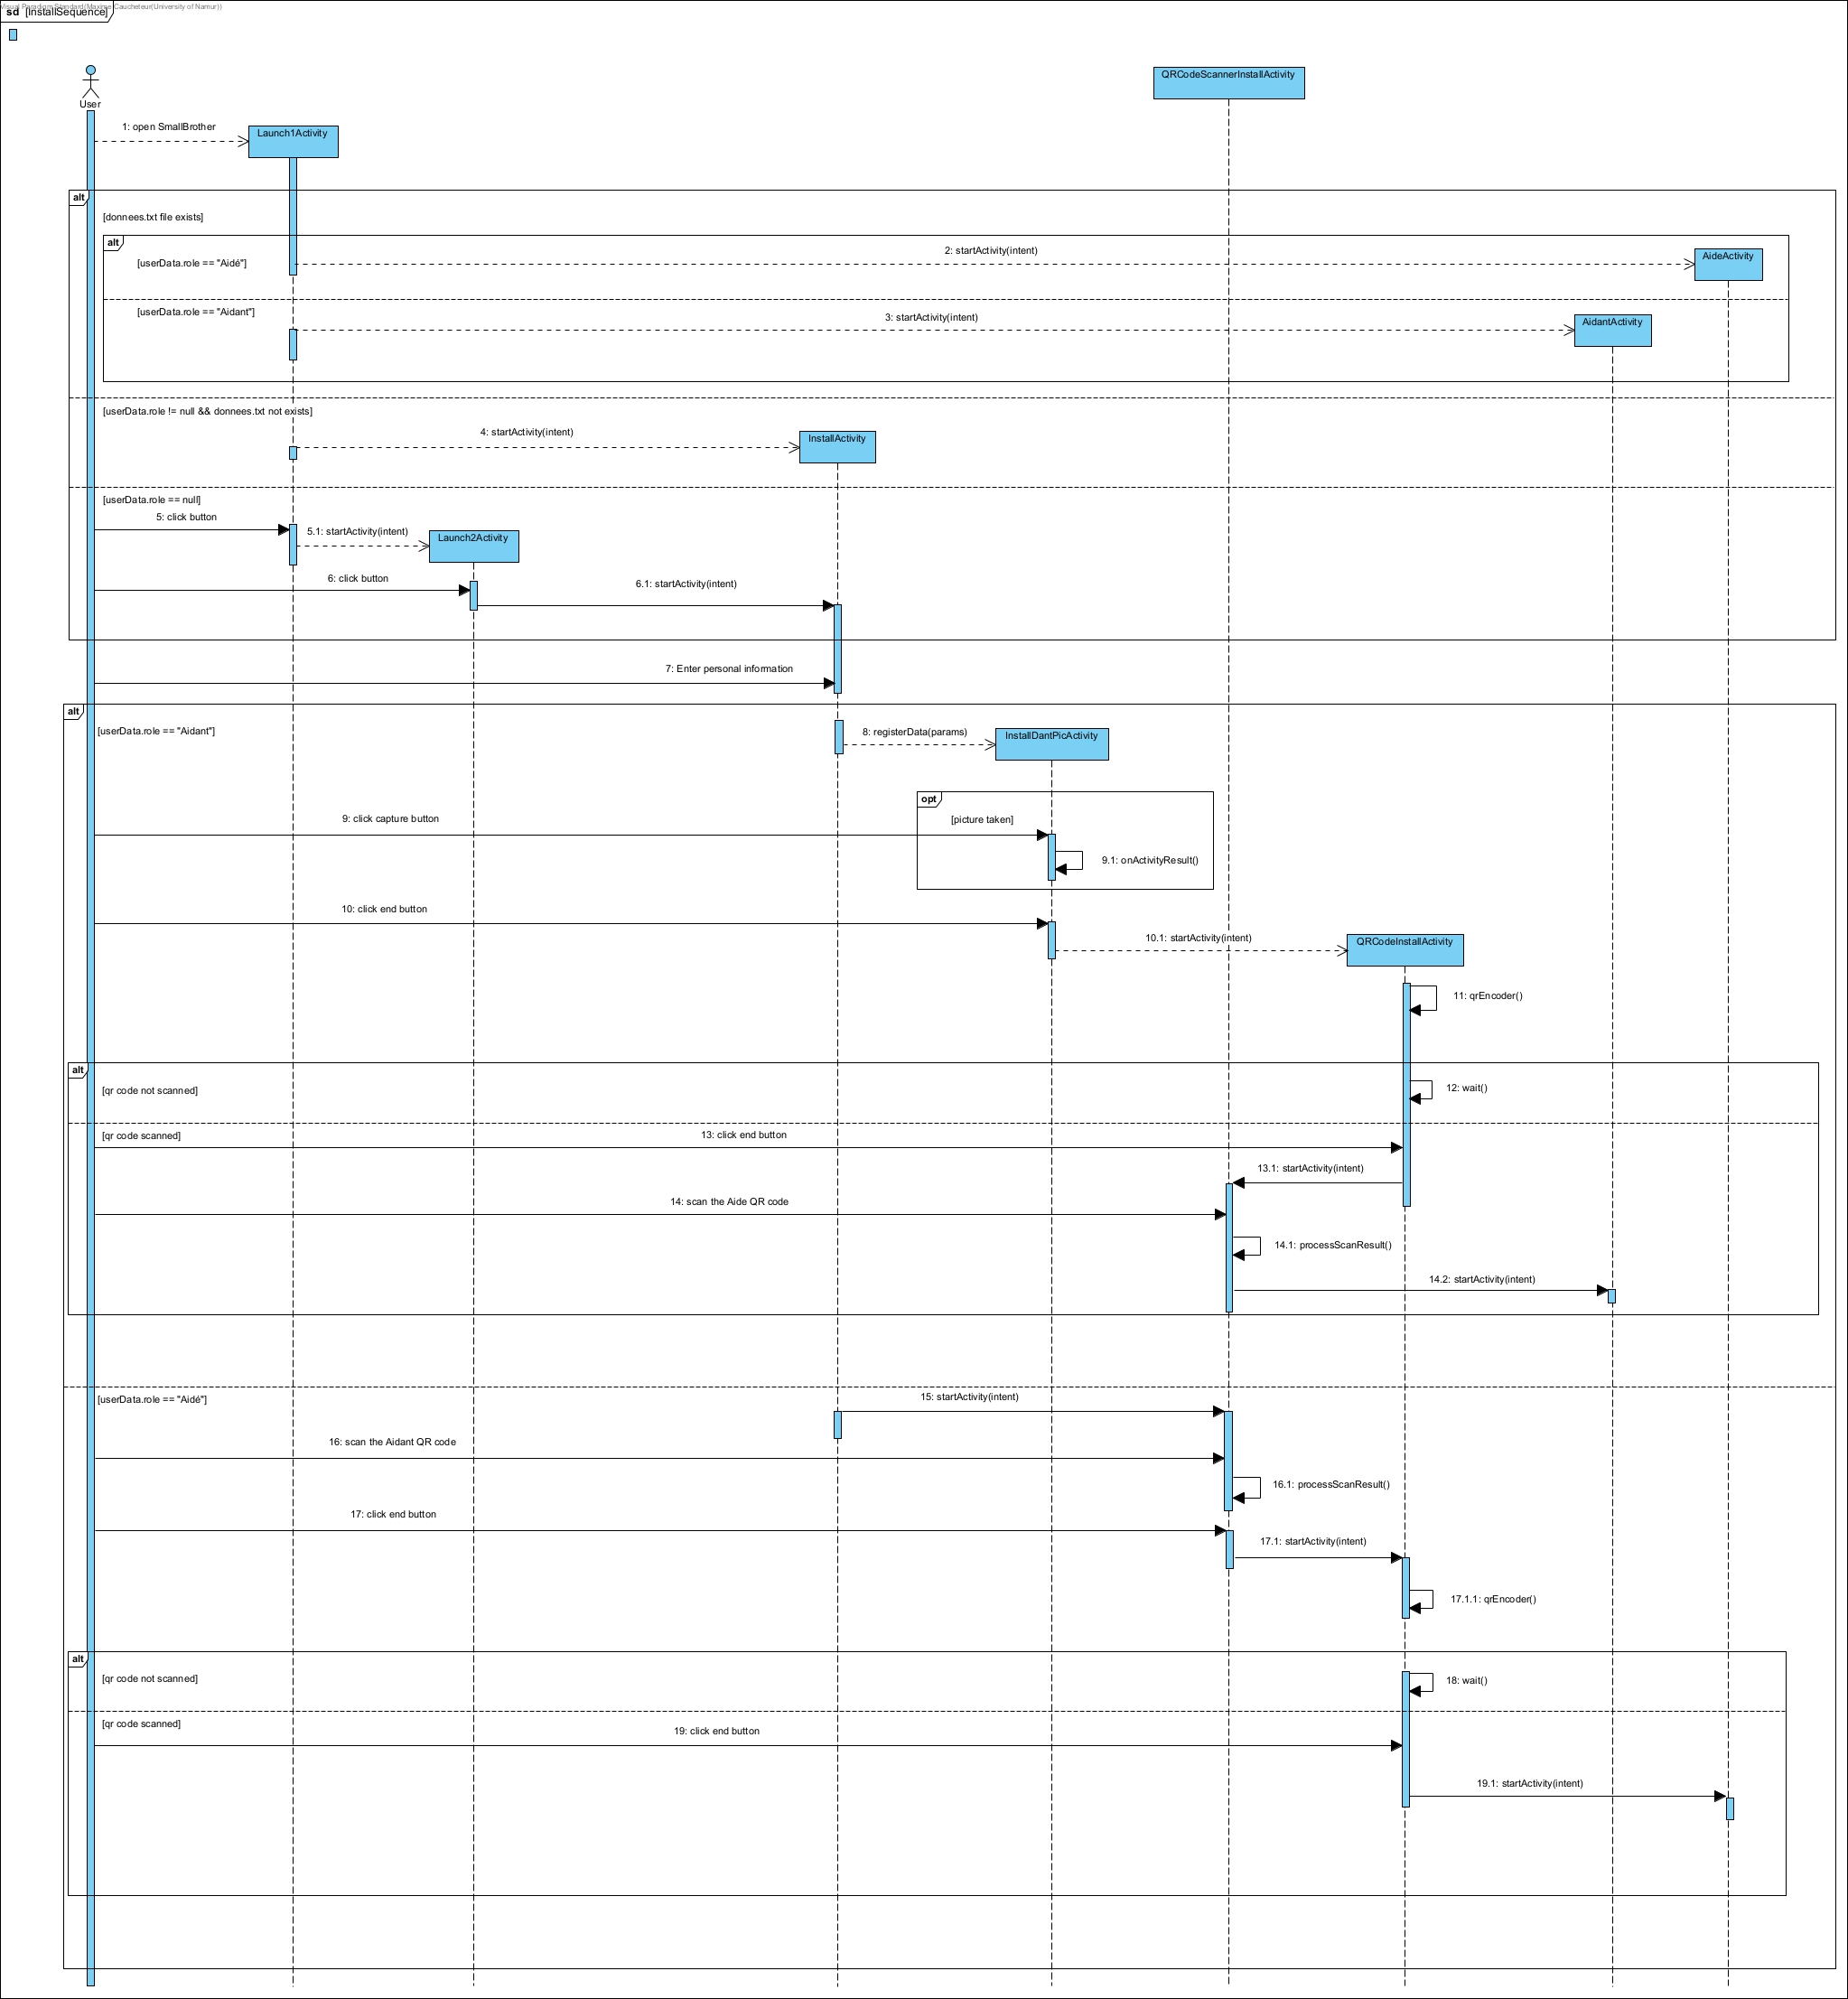 Visual Paradigm Standard(Maxime Caucheteur(University of Namur))
sd [InstallSequence]
User
QRCodeScannerInstallActivity
1: open SmallBrother
Launch1Activity
alt
[donnees.txt file exists]
alt
[userData.role == "Aidé"]
2: startActivity(intent)
AideActivity
[userData.role == "Aidant"]
3: startActivity(intent)
AidantActivity
[userData.role != null && donnees.txt not exists]
4: startActivity(intent)
InstallActivity
[userData.role == null]
5: click button
5.1: startActivity(intent)
Launch2Activity
6: click button
6.1: startActivity(intent)
7: Enter personal information
alt
[userData.role == "Aidant"]
8: registerData(params)
InstallDantPicActivity
opt
[picture taken]
9: click capture button
9.1: onActivityResult()
10: click end button
10.1: startActivity(intent)
QRCodeInstallActivity
11: qrEncoder()
alt
[qr code not scanned]
12: wait()
[qr code scanned]
13: click end button
13.1: startActivity(intent)
14: scan the Aide QR code
14.1: processScanResult()
14.2: startActivity(intent)
[userData.role == "Aidé"]
15: startActivity(intent)
16: scan the Aidant QR code
16.1: processScanResult()
17: click end button
17.1: startActivity(intent)
17.1.1: qrEncoder()
alt
[qr code not scanned]
18: wait()
[qr code scanned]
19: click end button
19.1: startActivity(intent)